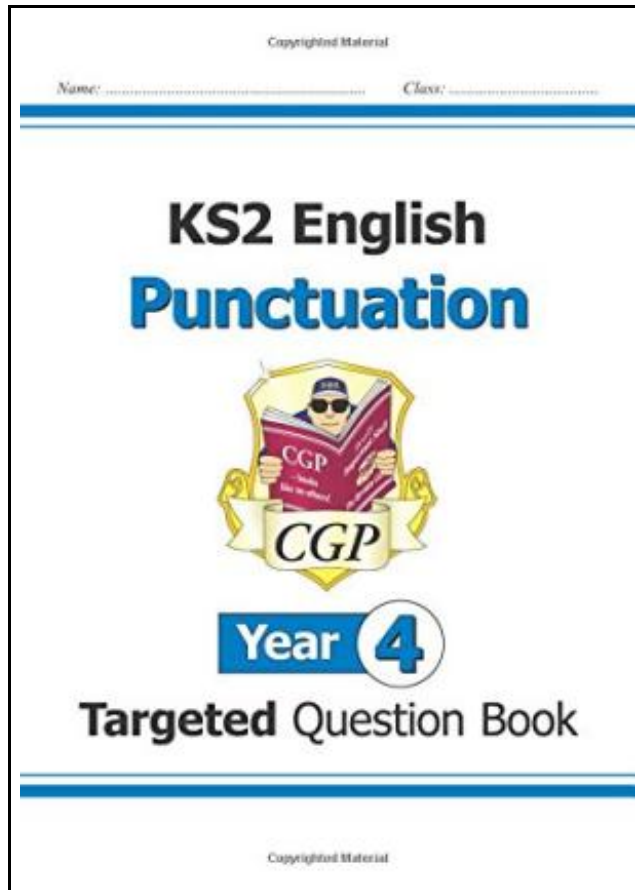 Copyrighted Material
Name: ........................................................ Class: ................................
KS2 English
Punctuation
CGP
CGP
Year 4
Targeted Question Book
Copyrighted Material